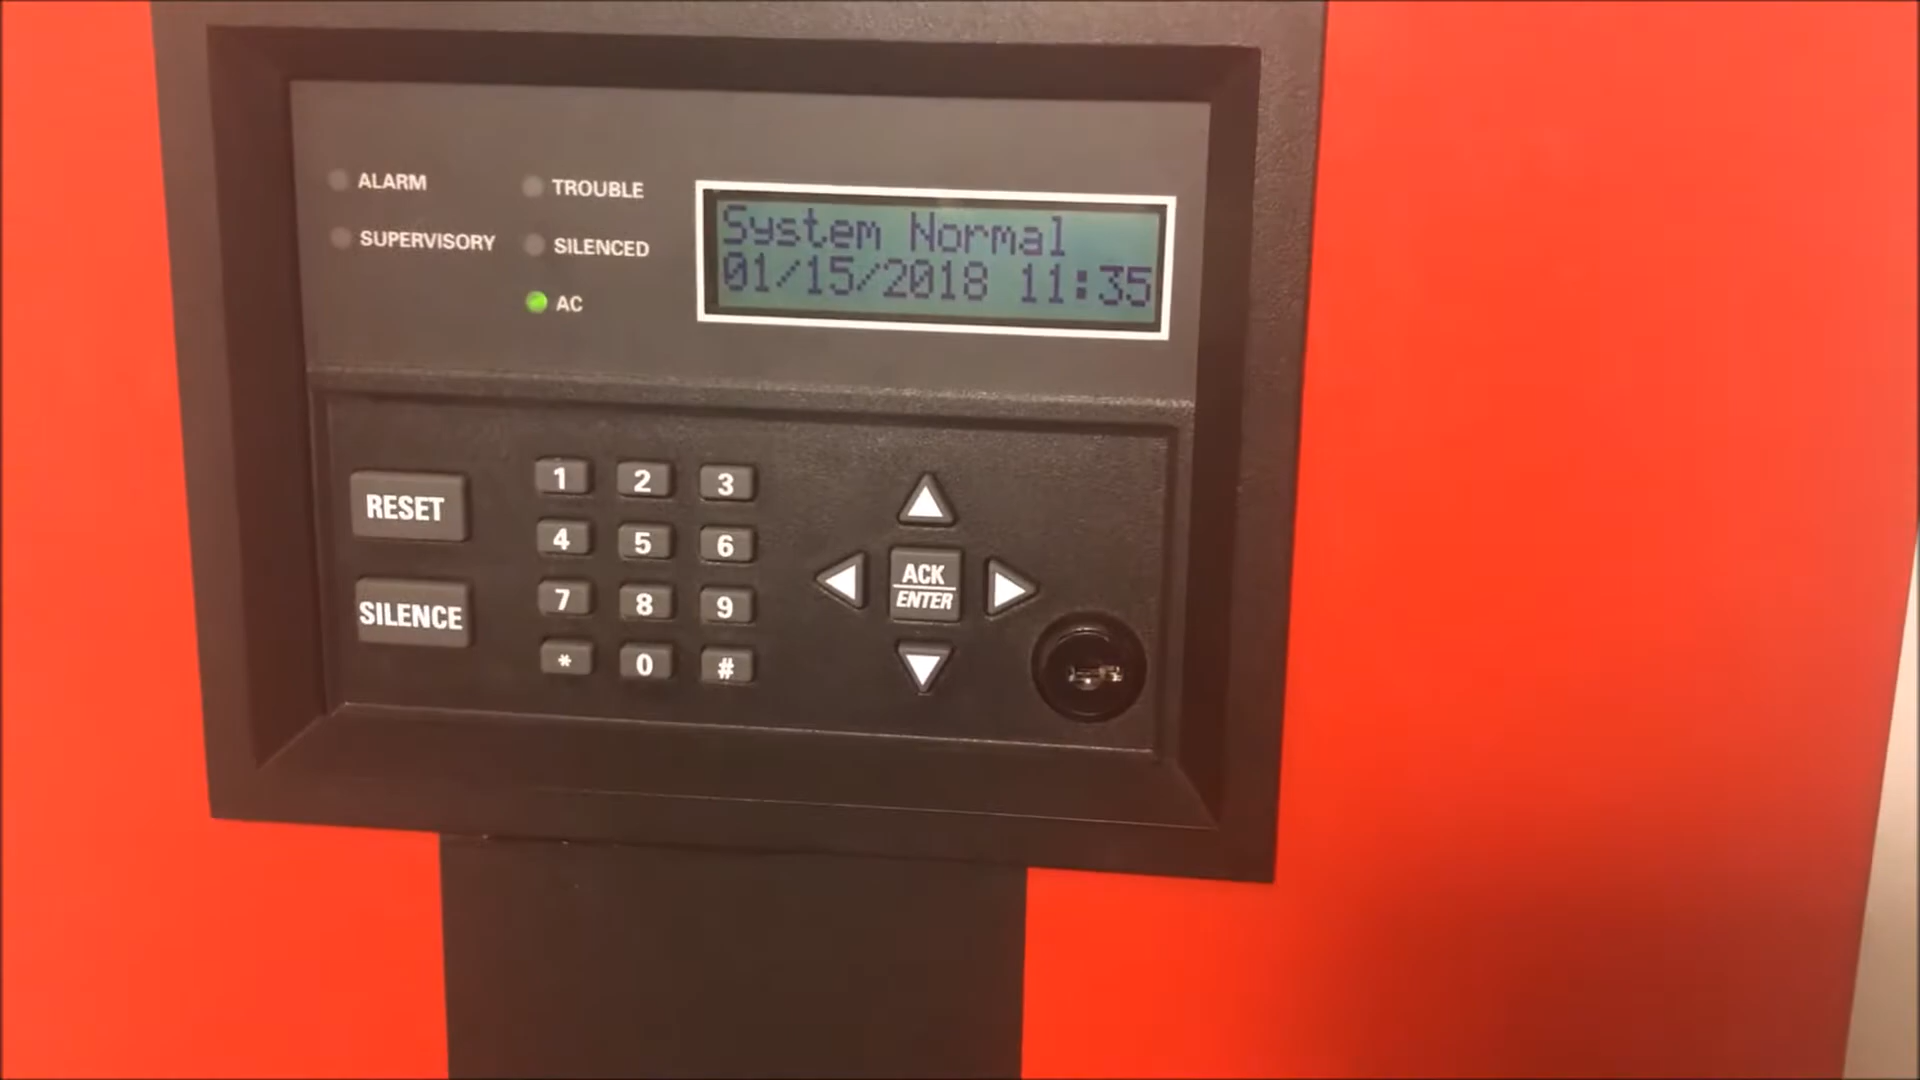 ALARM
TROUBLE
SUPERVISORY
SILENCED
AC
System Normal
01/15/2018 11:35
RESET
SILENCE
1 2 3
4 5 6
7 8 9
* 0 #
ACK
ENTER